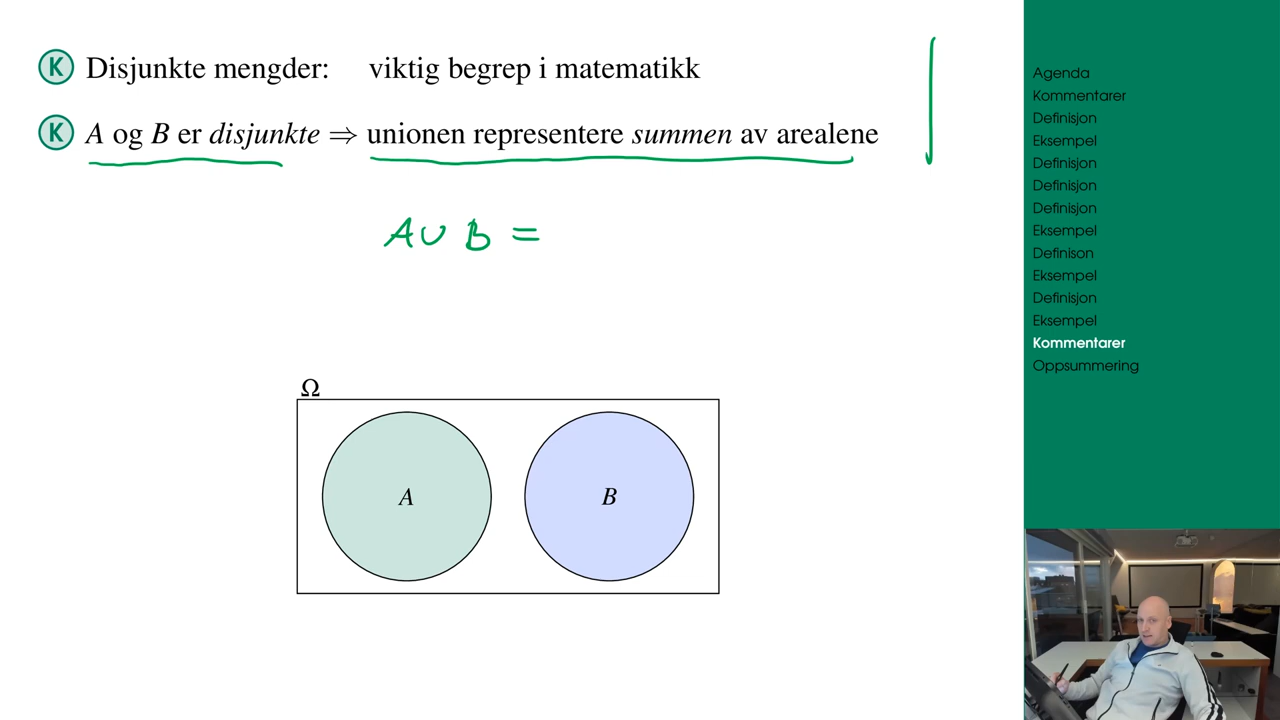 K Disjunkte mengder: viktig begrep i matematikk
K A og B er disjunkte ⇒ unionen representere summen av arealene
A ∪ B =
Ω
A
B
Agenda
Kommentarer
Definisjon
Eksempel
Definisjon
Definisjon
Definisjon
Eksempel
Definison
Eksempel
Definisjon
Eksempel
Kommentarer
Oppsummering